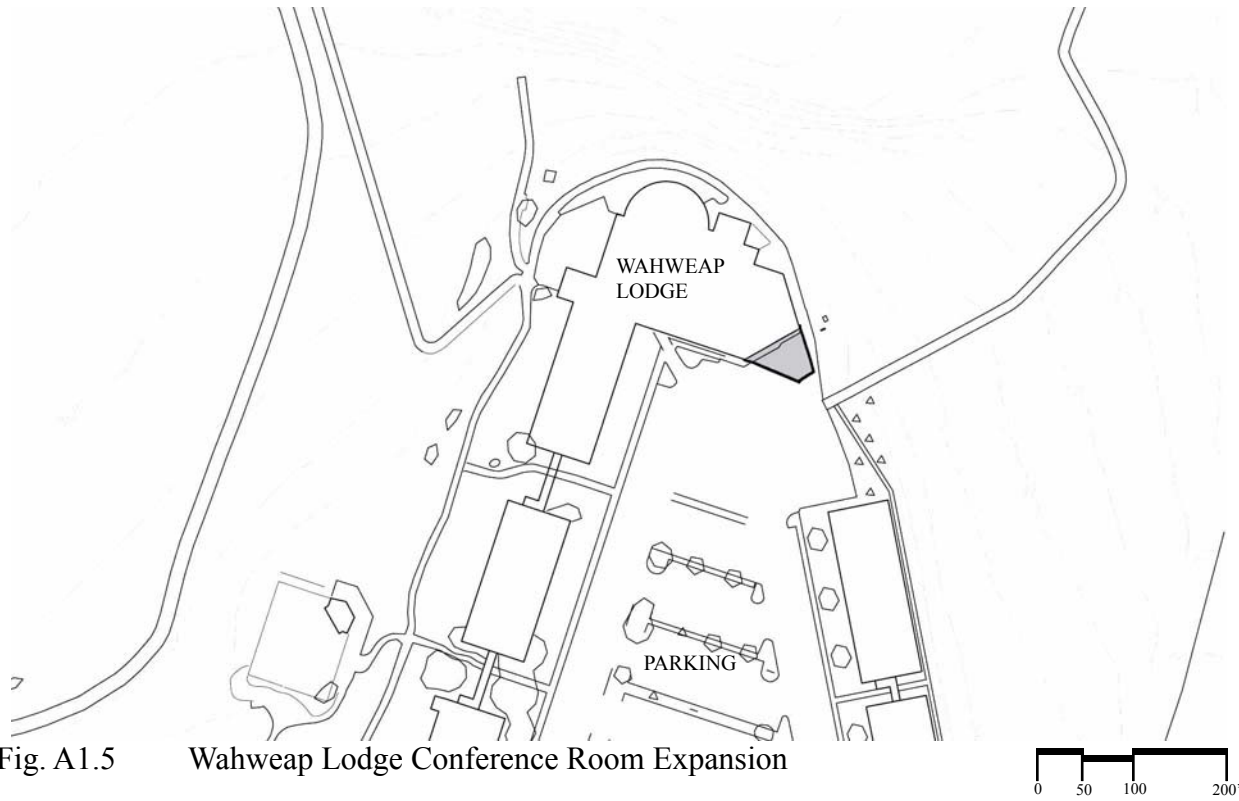 WAHWEAP
LODGE
PARKING
Fig. A1.5 Wahweap Lodge Conference Room Expansion
0 50 100 200'